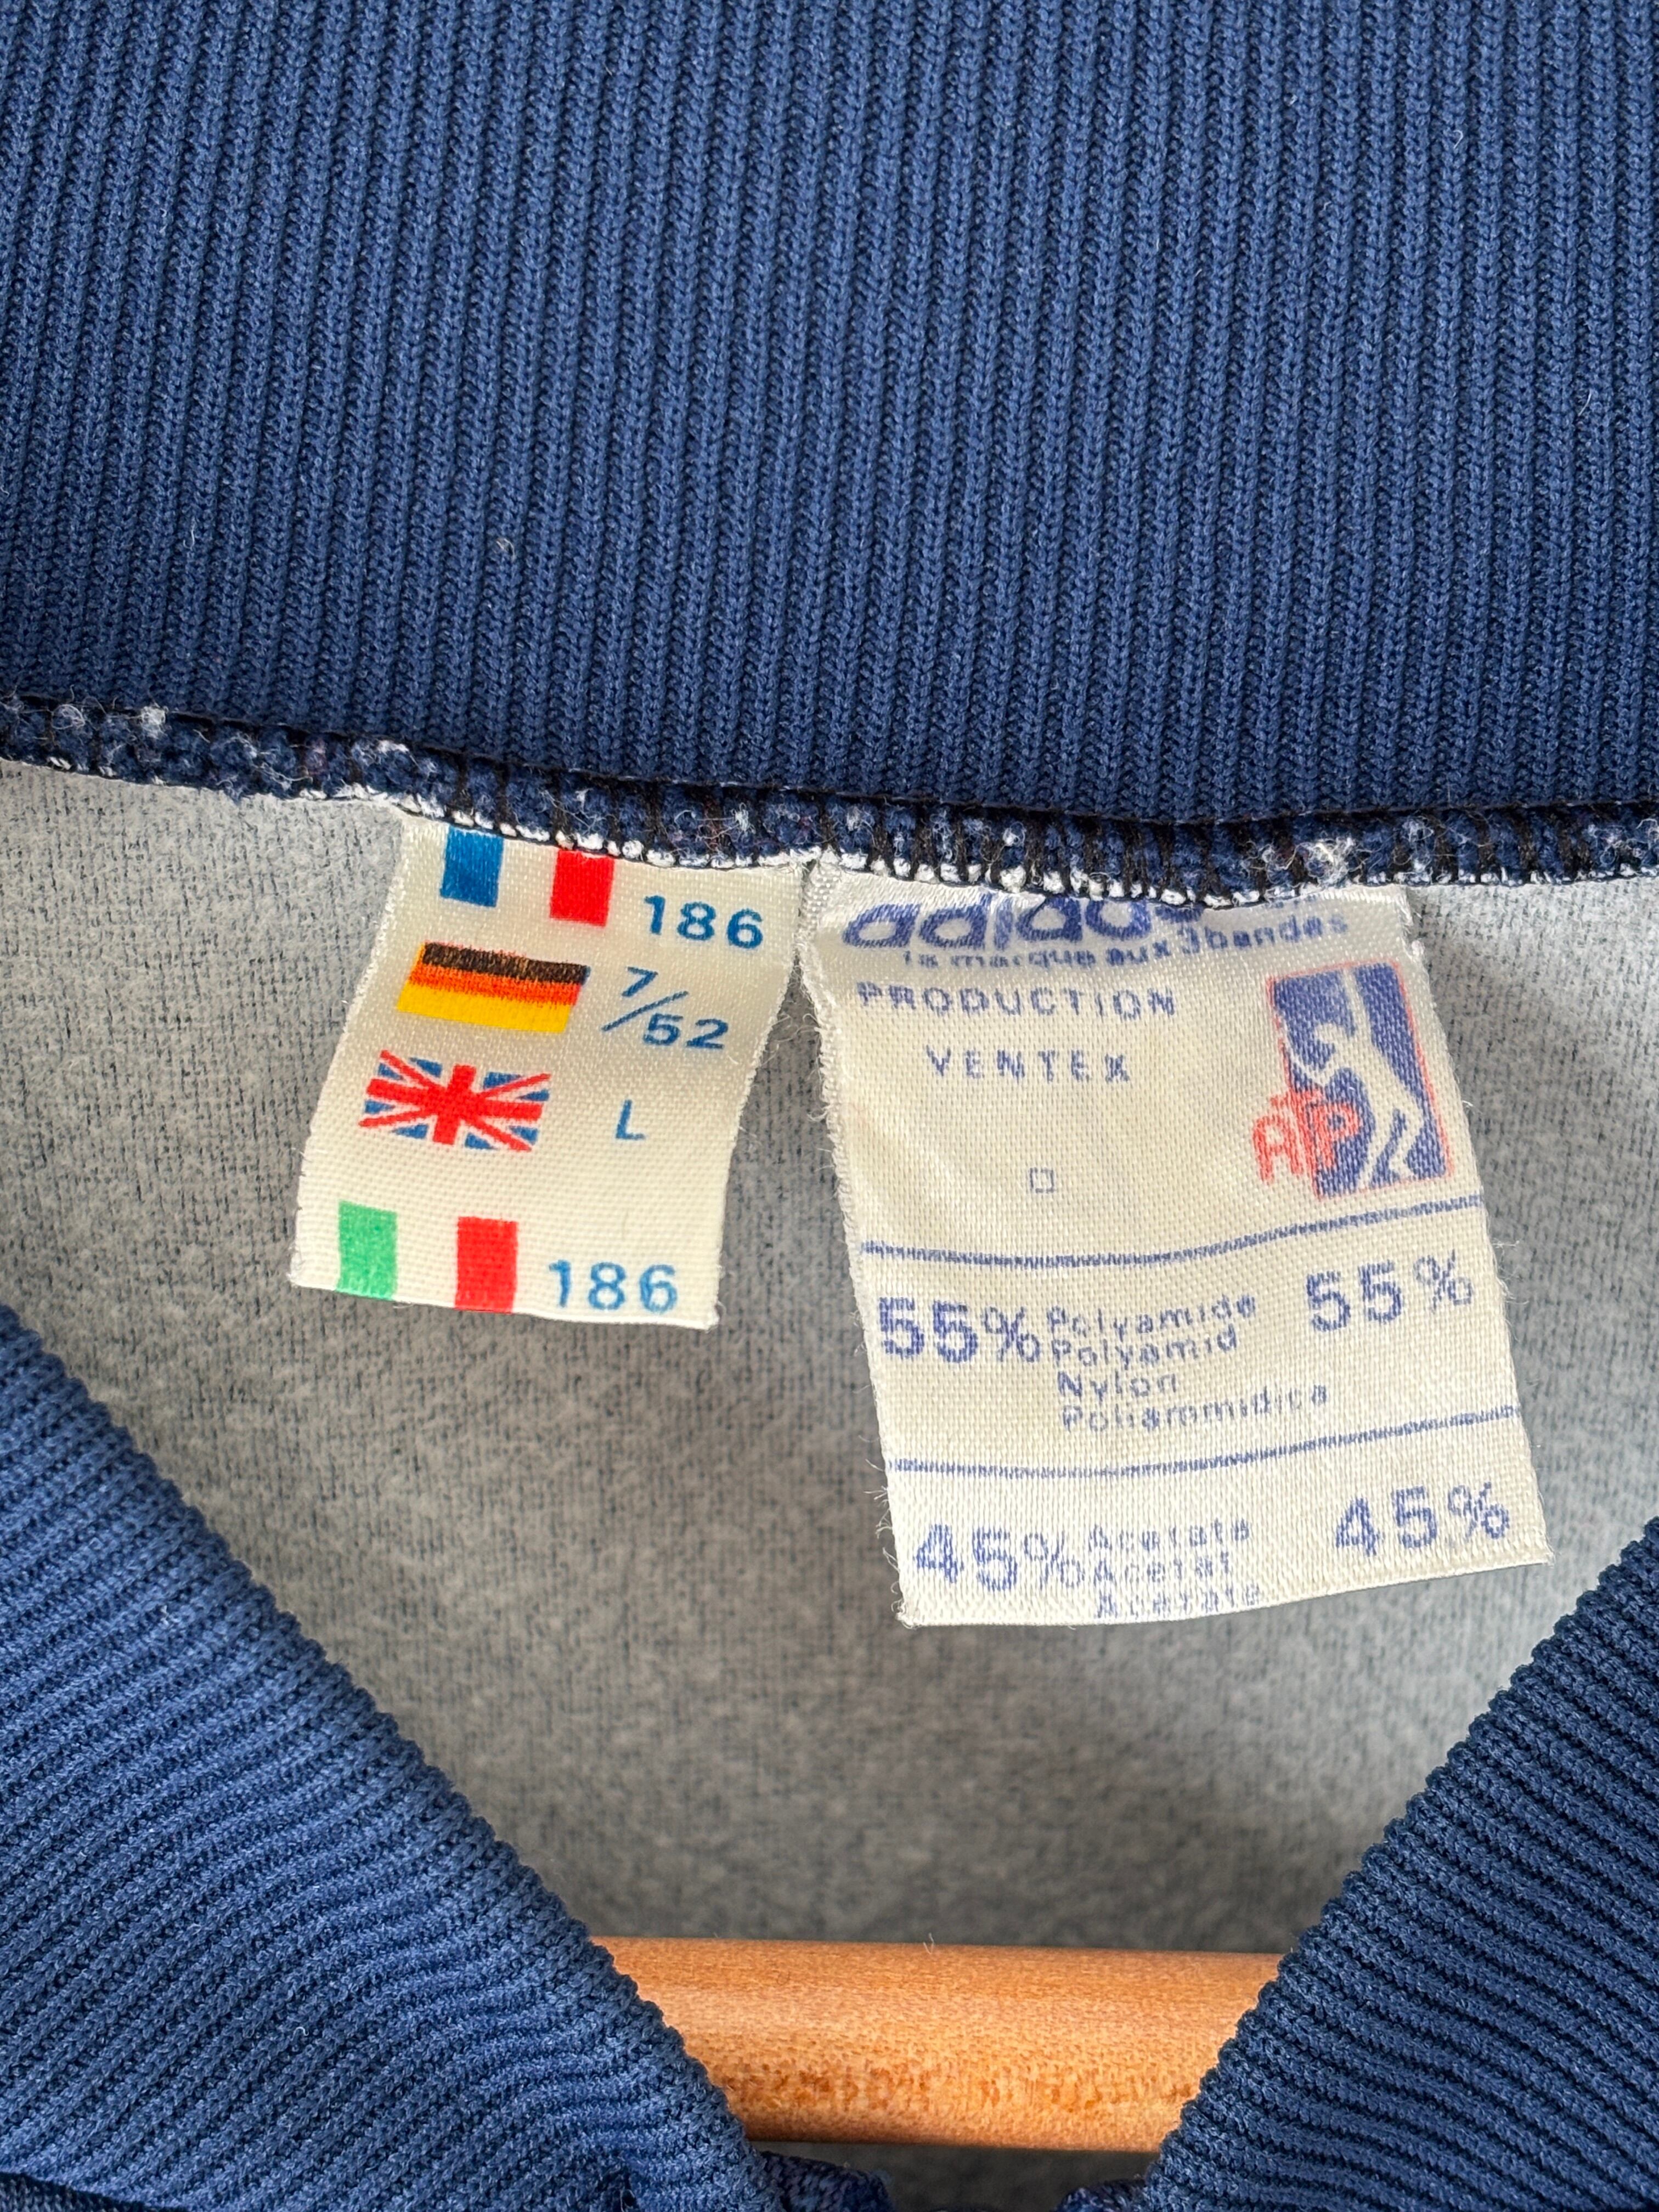 186
7/52
L
186
adidas
la marque aux 3 bandes
PRODUCTION
VENTEX
ATP
55% Polyamide 55%
Polyamid
Nylon
Poliammidica
45% Acetate 45%
Acetat
Acetate